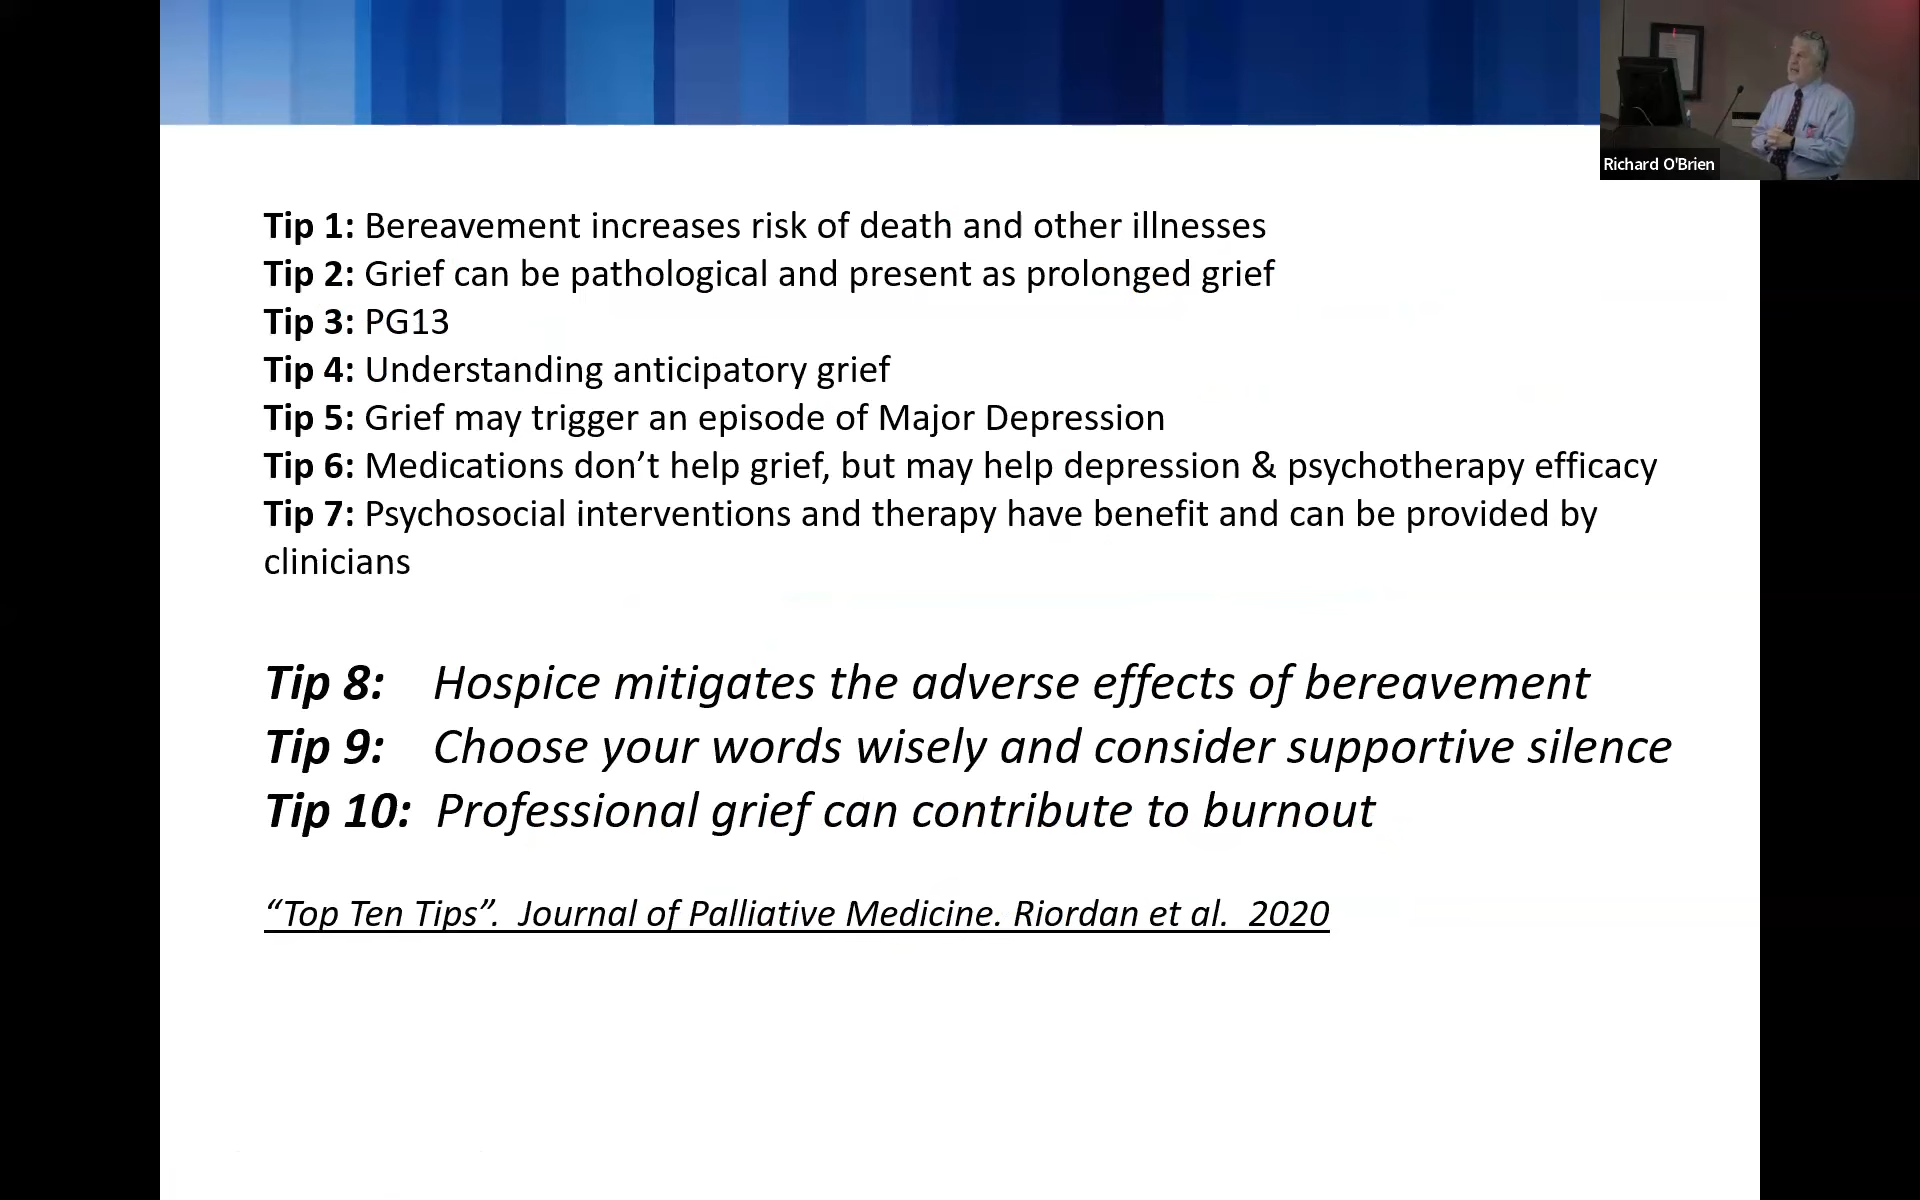 Richard O'Brien
Tip 1: Bereavement increases risk of death and other illnesses
Tip 2: Grief can be pathological and present as prolonged grief
Tip 3: PG13
Tip 4: Understanding anticipatory grief
Tip 5: Grief may trigger an episode of Major Depression
Tip 6: Medications don’t help grief, but may help depression & psychotherapy efficacy
Tip 7: Psychosocial interventions and therapy have benefit and can be provided by
clinicians
Tip 8: Hospice mitigates the adverse effects of bereavement
Tip 9: Choose your words wisely and consider supportive silence
Tip 10: Professional grief can contribute to burnout
“Top Ten Tips”. Journal of Palliative Medicine. Riordan et al. 2020